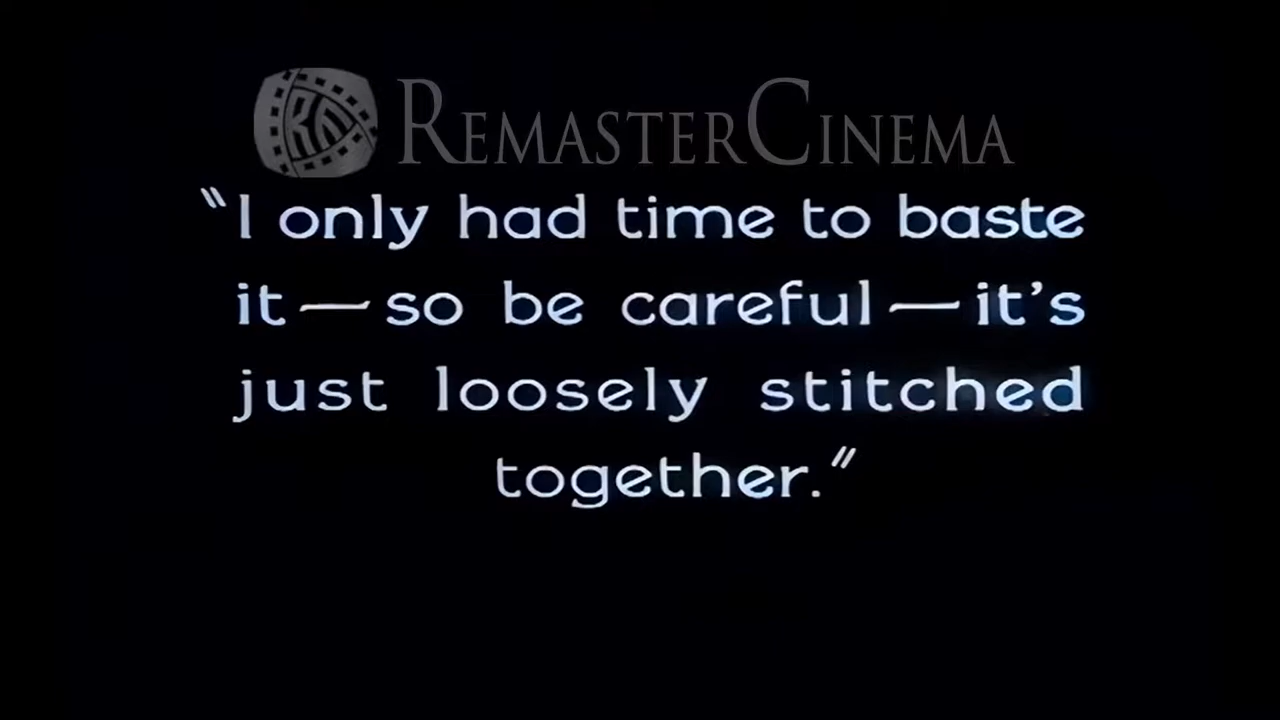 REMASTERCINEMA
"I only had time to baste
it—so be careful—it's
just loosely stitched
together."